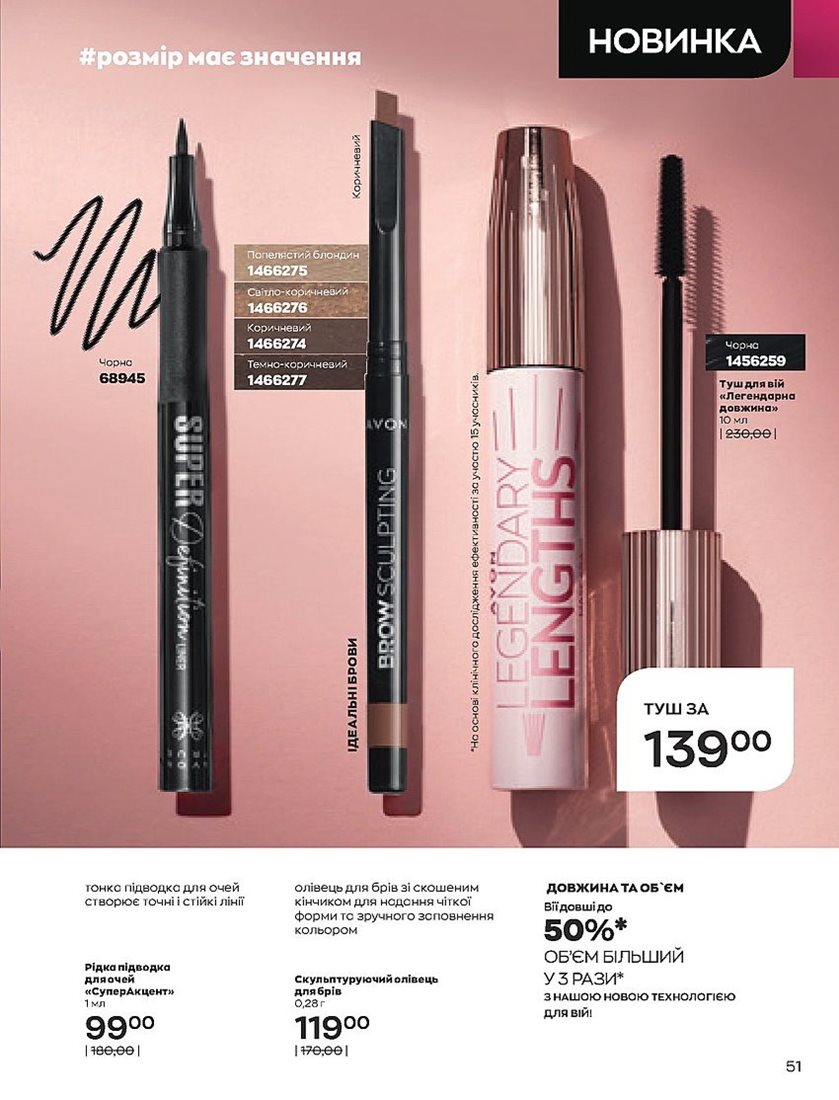 #розмір має значення
НОВИНКА
Коричневий
Попелястий блондин
1466275
Світло-коричневий
1466276
Коричневий
1466274
Темно-коричневий
1466277
Чорна
68945
Чорна
1456259
Туш для вій
«Легендарна
довжина»
10 мл
| 230,00 |
SUPER
Definition
LINER
AVON
BROW SCULPTING
ІДЕАЛЬНІ БРОВИ
*На основі клінічного дослідження ефективності за участю 15 учасників.
LEGENDARY
LENGTHS
AVON
LEGENDARY
LENGTHS
ТУШ ЗА
139⁰⁰
тонка підводка для очей
створює точні і стійкі лінії
Рідка підводка
для очей
«СуперАкцент»
1 мл
99⁰⁰
| 180,00 |
олівець для брів зі скошеним
кінчиком для надання чіткої
форми та зручного заповнення
кольором
Скульптуруючий олівець
для брів
0,28 г
119⁰⁰
| 170,00 |
ДОВЖИНА ТА ОБ`ЄМ
Вії довші до
50%*
ОБ'ЄМ БІЛЬШИЙ
У 3 РАЗИ*
З НАШОЮ НОВОЮ ТЕХНОЛОГІЄЮ
ДЛЯ ВІЙ!
51